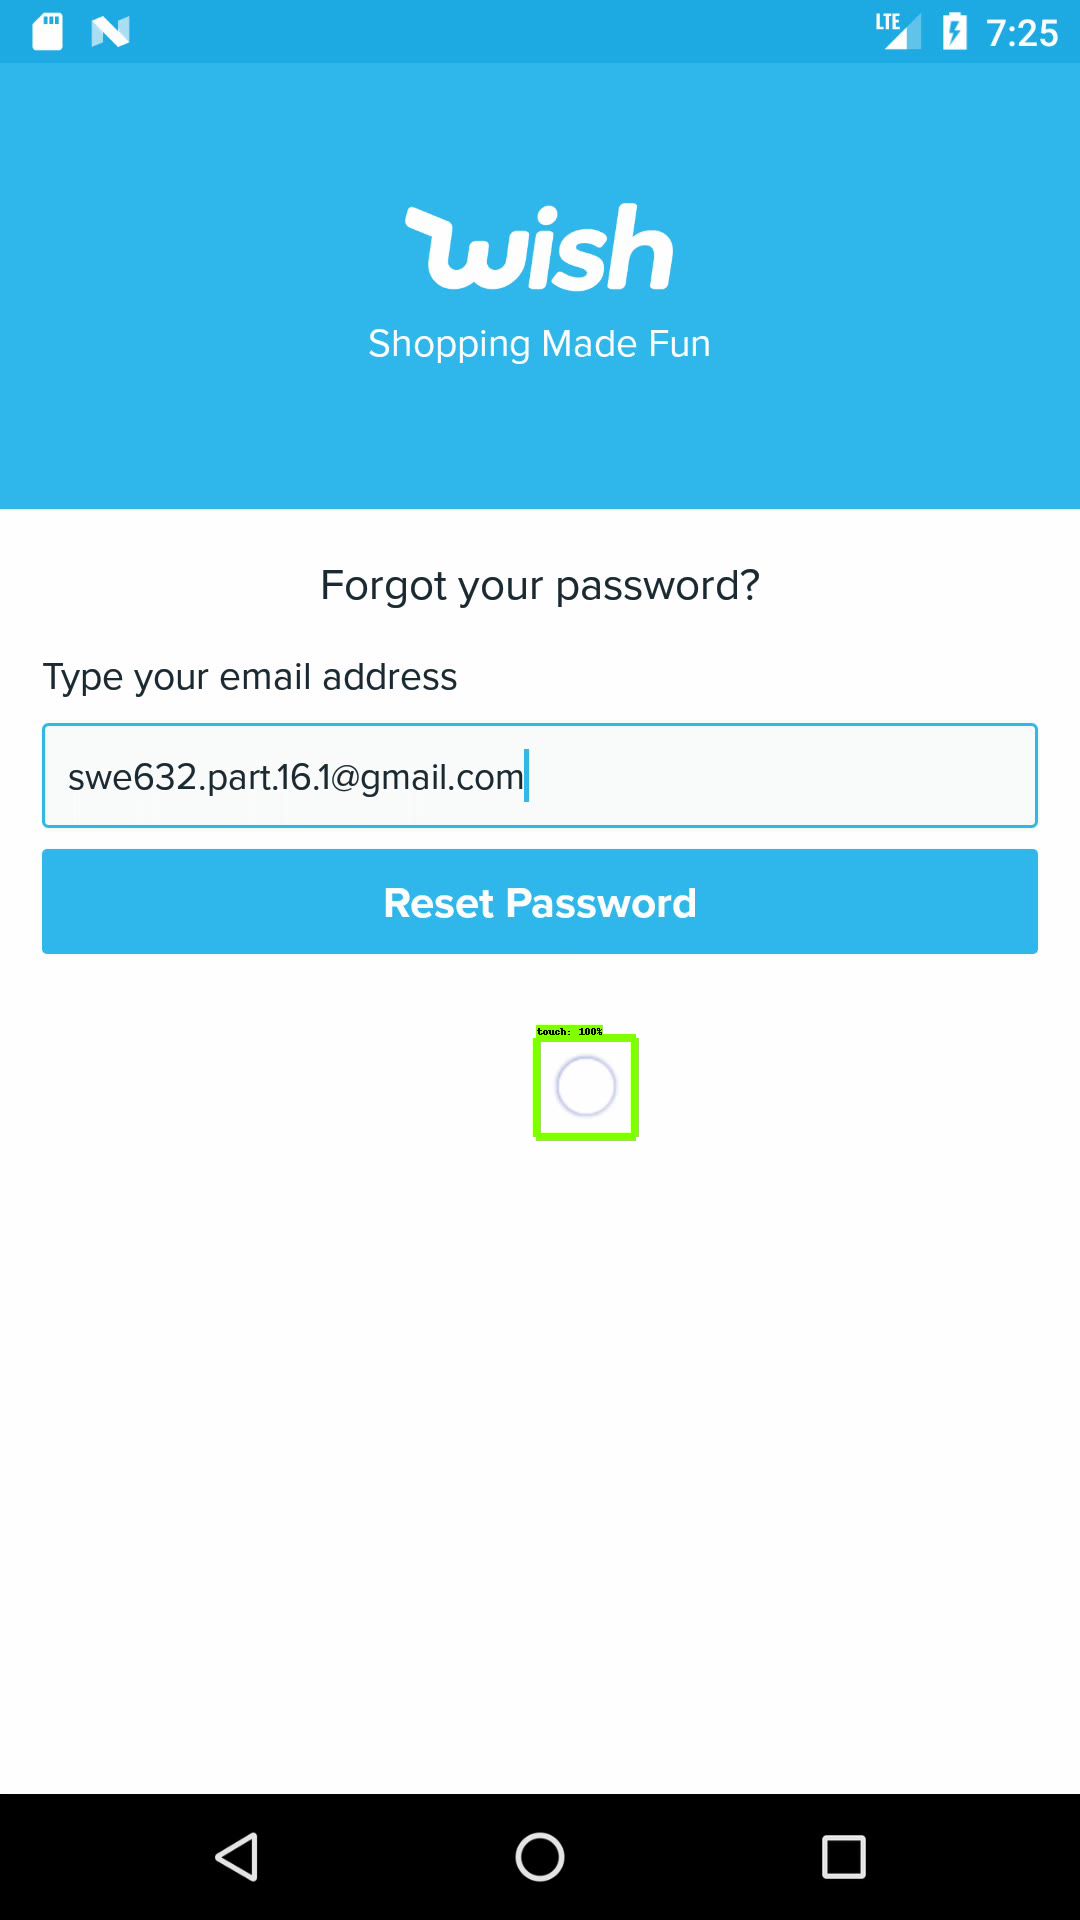 LTE 7:25
wish
Shopping Made Fun
Forgot your password?
Type your email address
swe632.part.16.1@gmail.com
Reset Password
touch: 100%